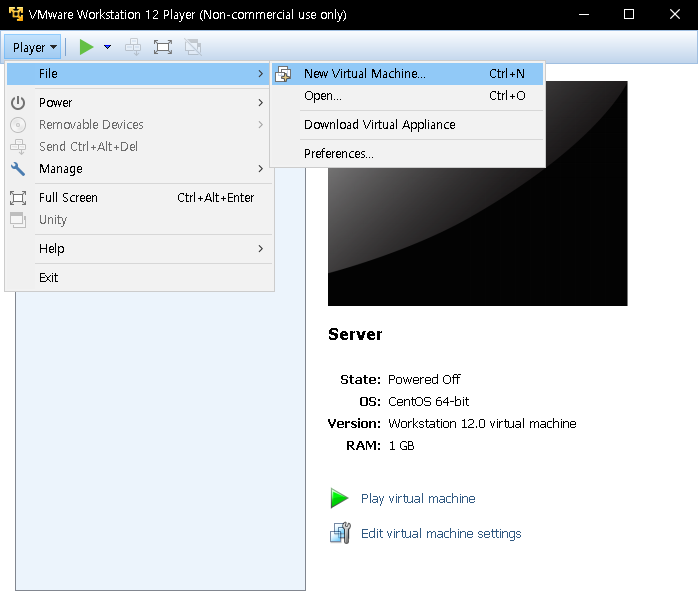 VMware Workstation 12 Player (Non-commercial use only)
Player
File
New Virtual Machine... Ctrl+N
Open... Ctrl+O
Download Virtual Appliance
Preferences...
Power
Removable Devices
Send Ctrl+Alt+Del
Manage
Full Screen Ctrl+Alt+Enter
Unity
Help
Exit
Server
State: Powered Off
OS: CentOS 64-bit
Version: Workstation 12.0 virtual machine
RAM: 1 GB
Play virtual machine
Edit virtual machine settings